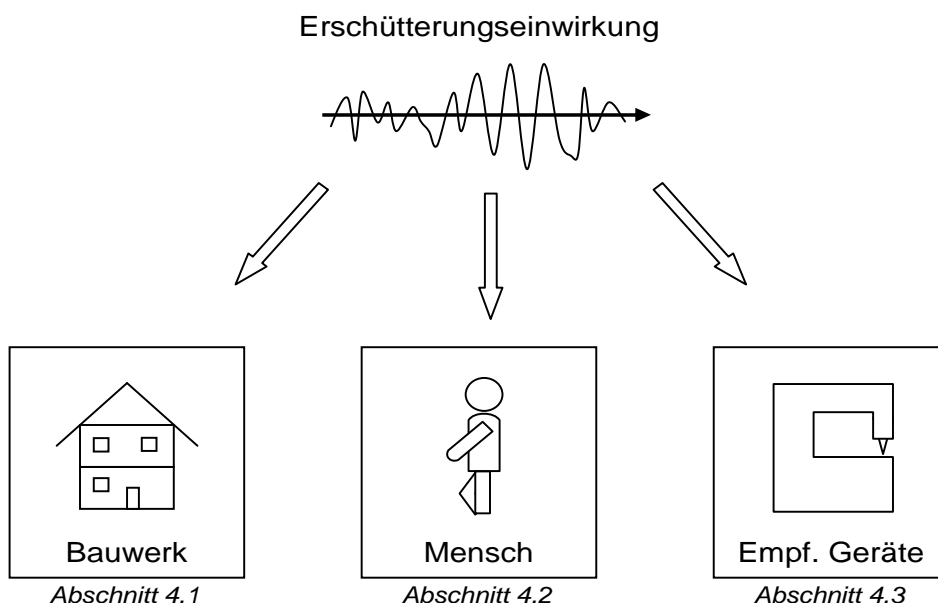 Erschütterungseinwirkung
Bauwerk
Mensch
Empf. Geräte
Abschnitt 4.1
Abschnitt 4.2
Abschnitt 4.3